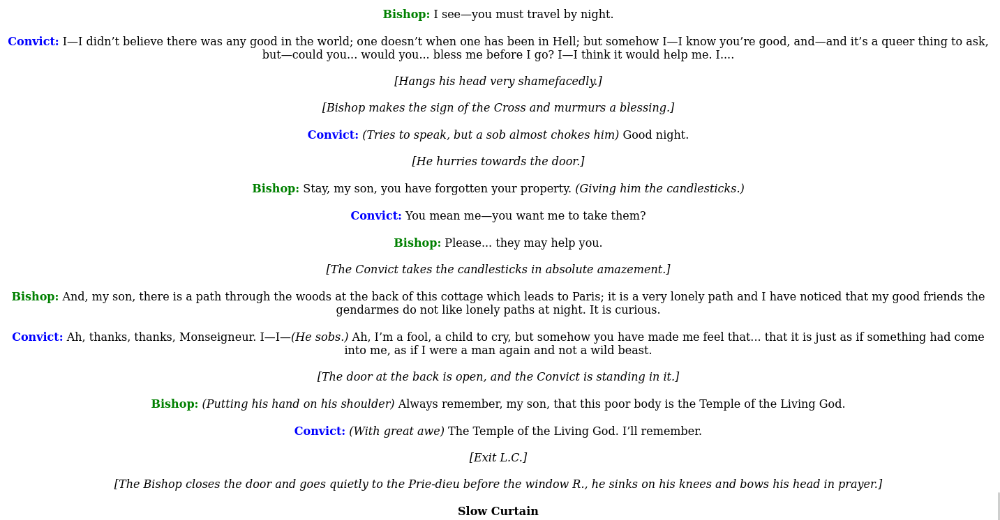 Bishop: I see—you must travel by night.
Convict: I—I didn’t believe there was any good in the world; one doesn’t when one has been in Hell; but somehow I—I know you’re good, and—and it’s a queer thing to ask,
but—could you... would you... bless me before I go? I—I think it would help me. I....
[Hangs his head very shamefacedly.]
[Bishop makes the sign of the Cross and murmurs a blessing.]
Convict: (Tries to speak, but a sob almost chokes him) Good night.
[He hurries towards the door.]
Bishop: Stay, my son, you have forgotten your property. (Giving him the candlesticks.)
Convict: You mean me—you want me to take them?
Bishop: Please... they may help you.
[The Convict takes the candlesticks in absolute amazement.]
Bishop: And, my son, there is a path through the woods at the back of this cottage which leads to Paris; it is a very lonely path and I have noticed that my good friends the
gendarmes do not like lonely paths at night. It is curious.
Convict: Ah, thanks, thanks, Monseigneur. I—I—(He sobs.) Ah, I’m a fool, a child to cry, but somehow you have made me feel that... that it is just as if something had come
into me, as if I were a man again and not a wild beast.
[The door at the back is open, and the Convict is standing in it.]
Bishop: (Putting his hand on his shoulder) Always remember, my son, that this poor body is the Temple of the Living God.
Convict: (With great awe) The Temple of the Living God. I’ll remember.
[Exit L.C.]
[The Bishop closes the door and goes quietly to the Prie-dieu before the window R., he sinks on his knees and bows his head in prayer.]
Slow Curtain